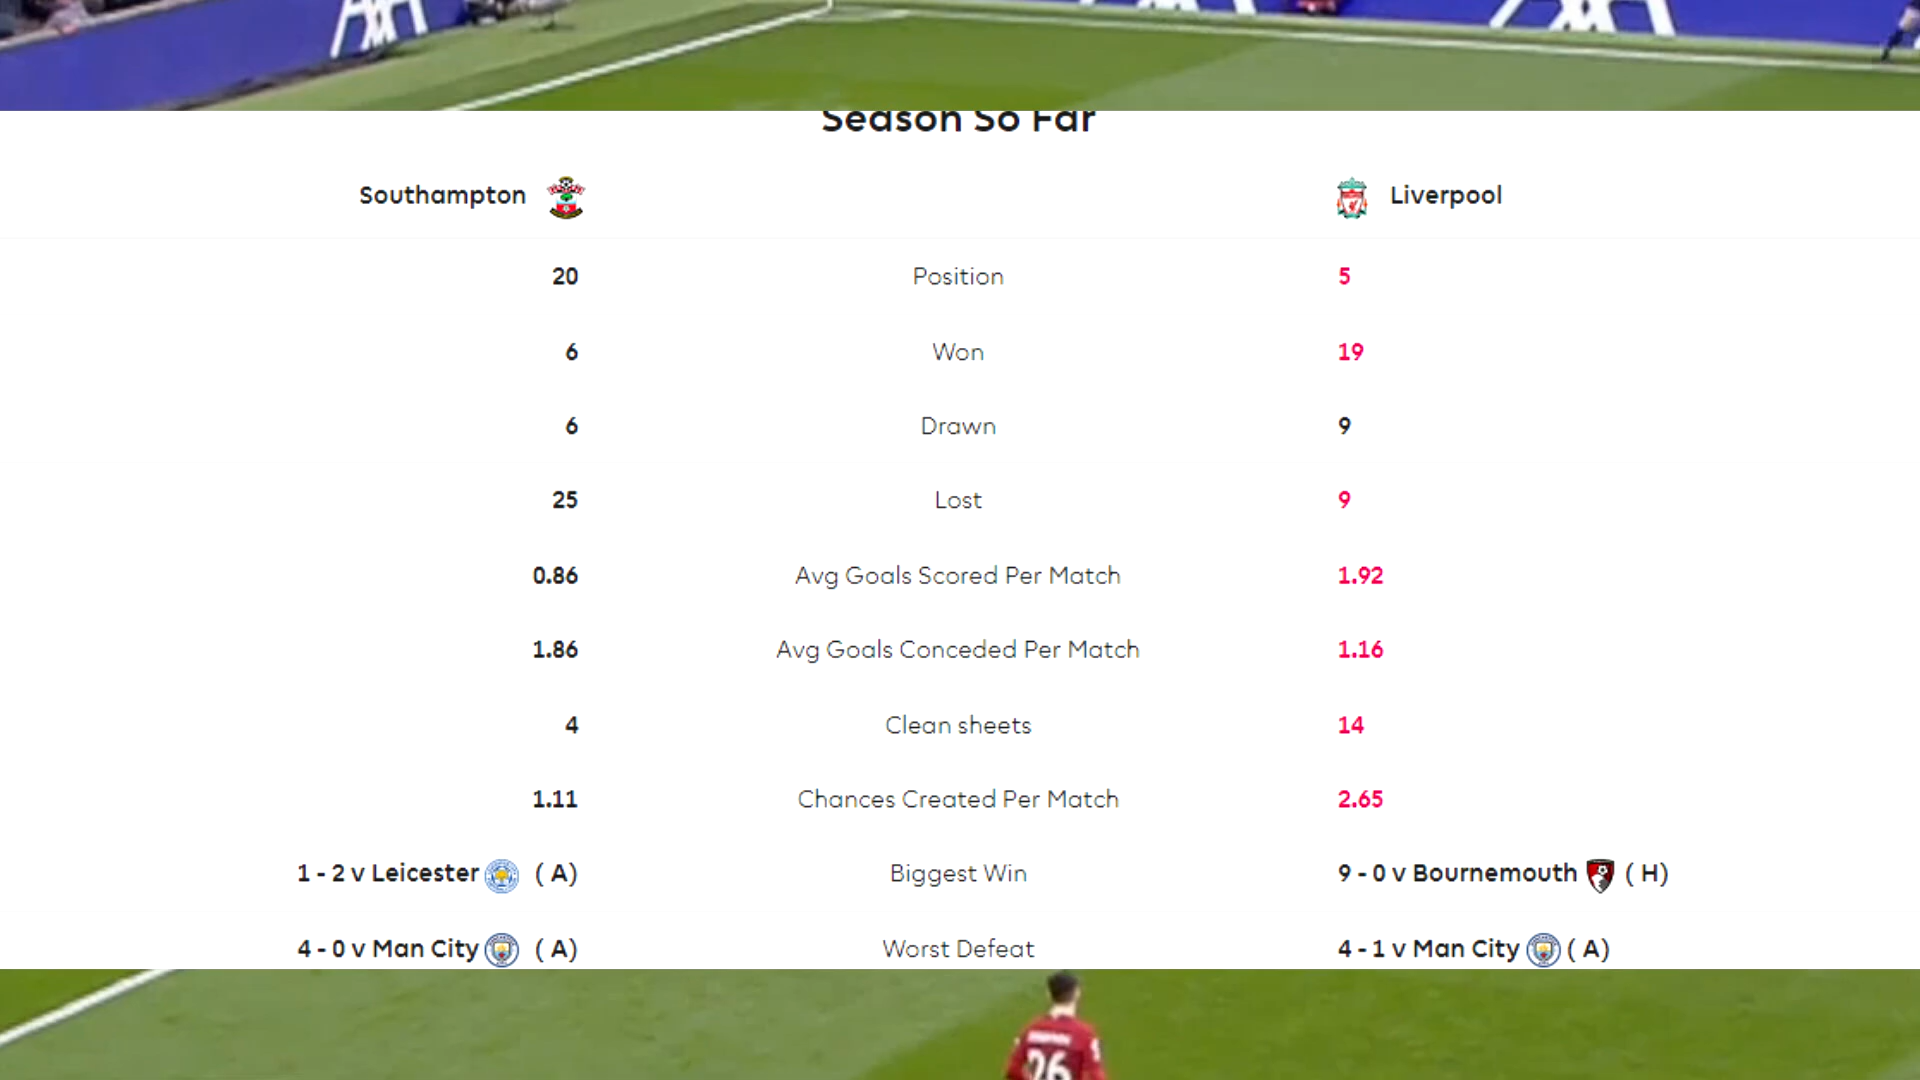 Season So Far
Southampton Liverpool
20 Position 5
6 Won 19
6 Drawn 9
25 Lost 9
0.86 Avg Goals Scored Per Match 1.92
1.86 Avg Goals Conceded Per Match 1.16
4 Clean sheets 14
1.11 Chances Created Per Match 2.65
1 - 2 v Leicester ( A) Biggest Win 9 - 0 v Bournemouth ( H)
4 - 0 v Man City ( A) Worst Defeat 4 - 1 v Man City ( A)
26